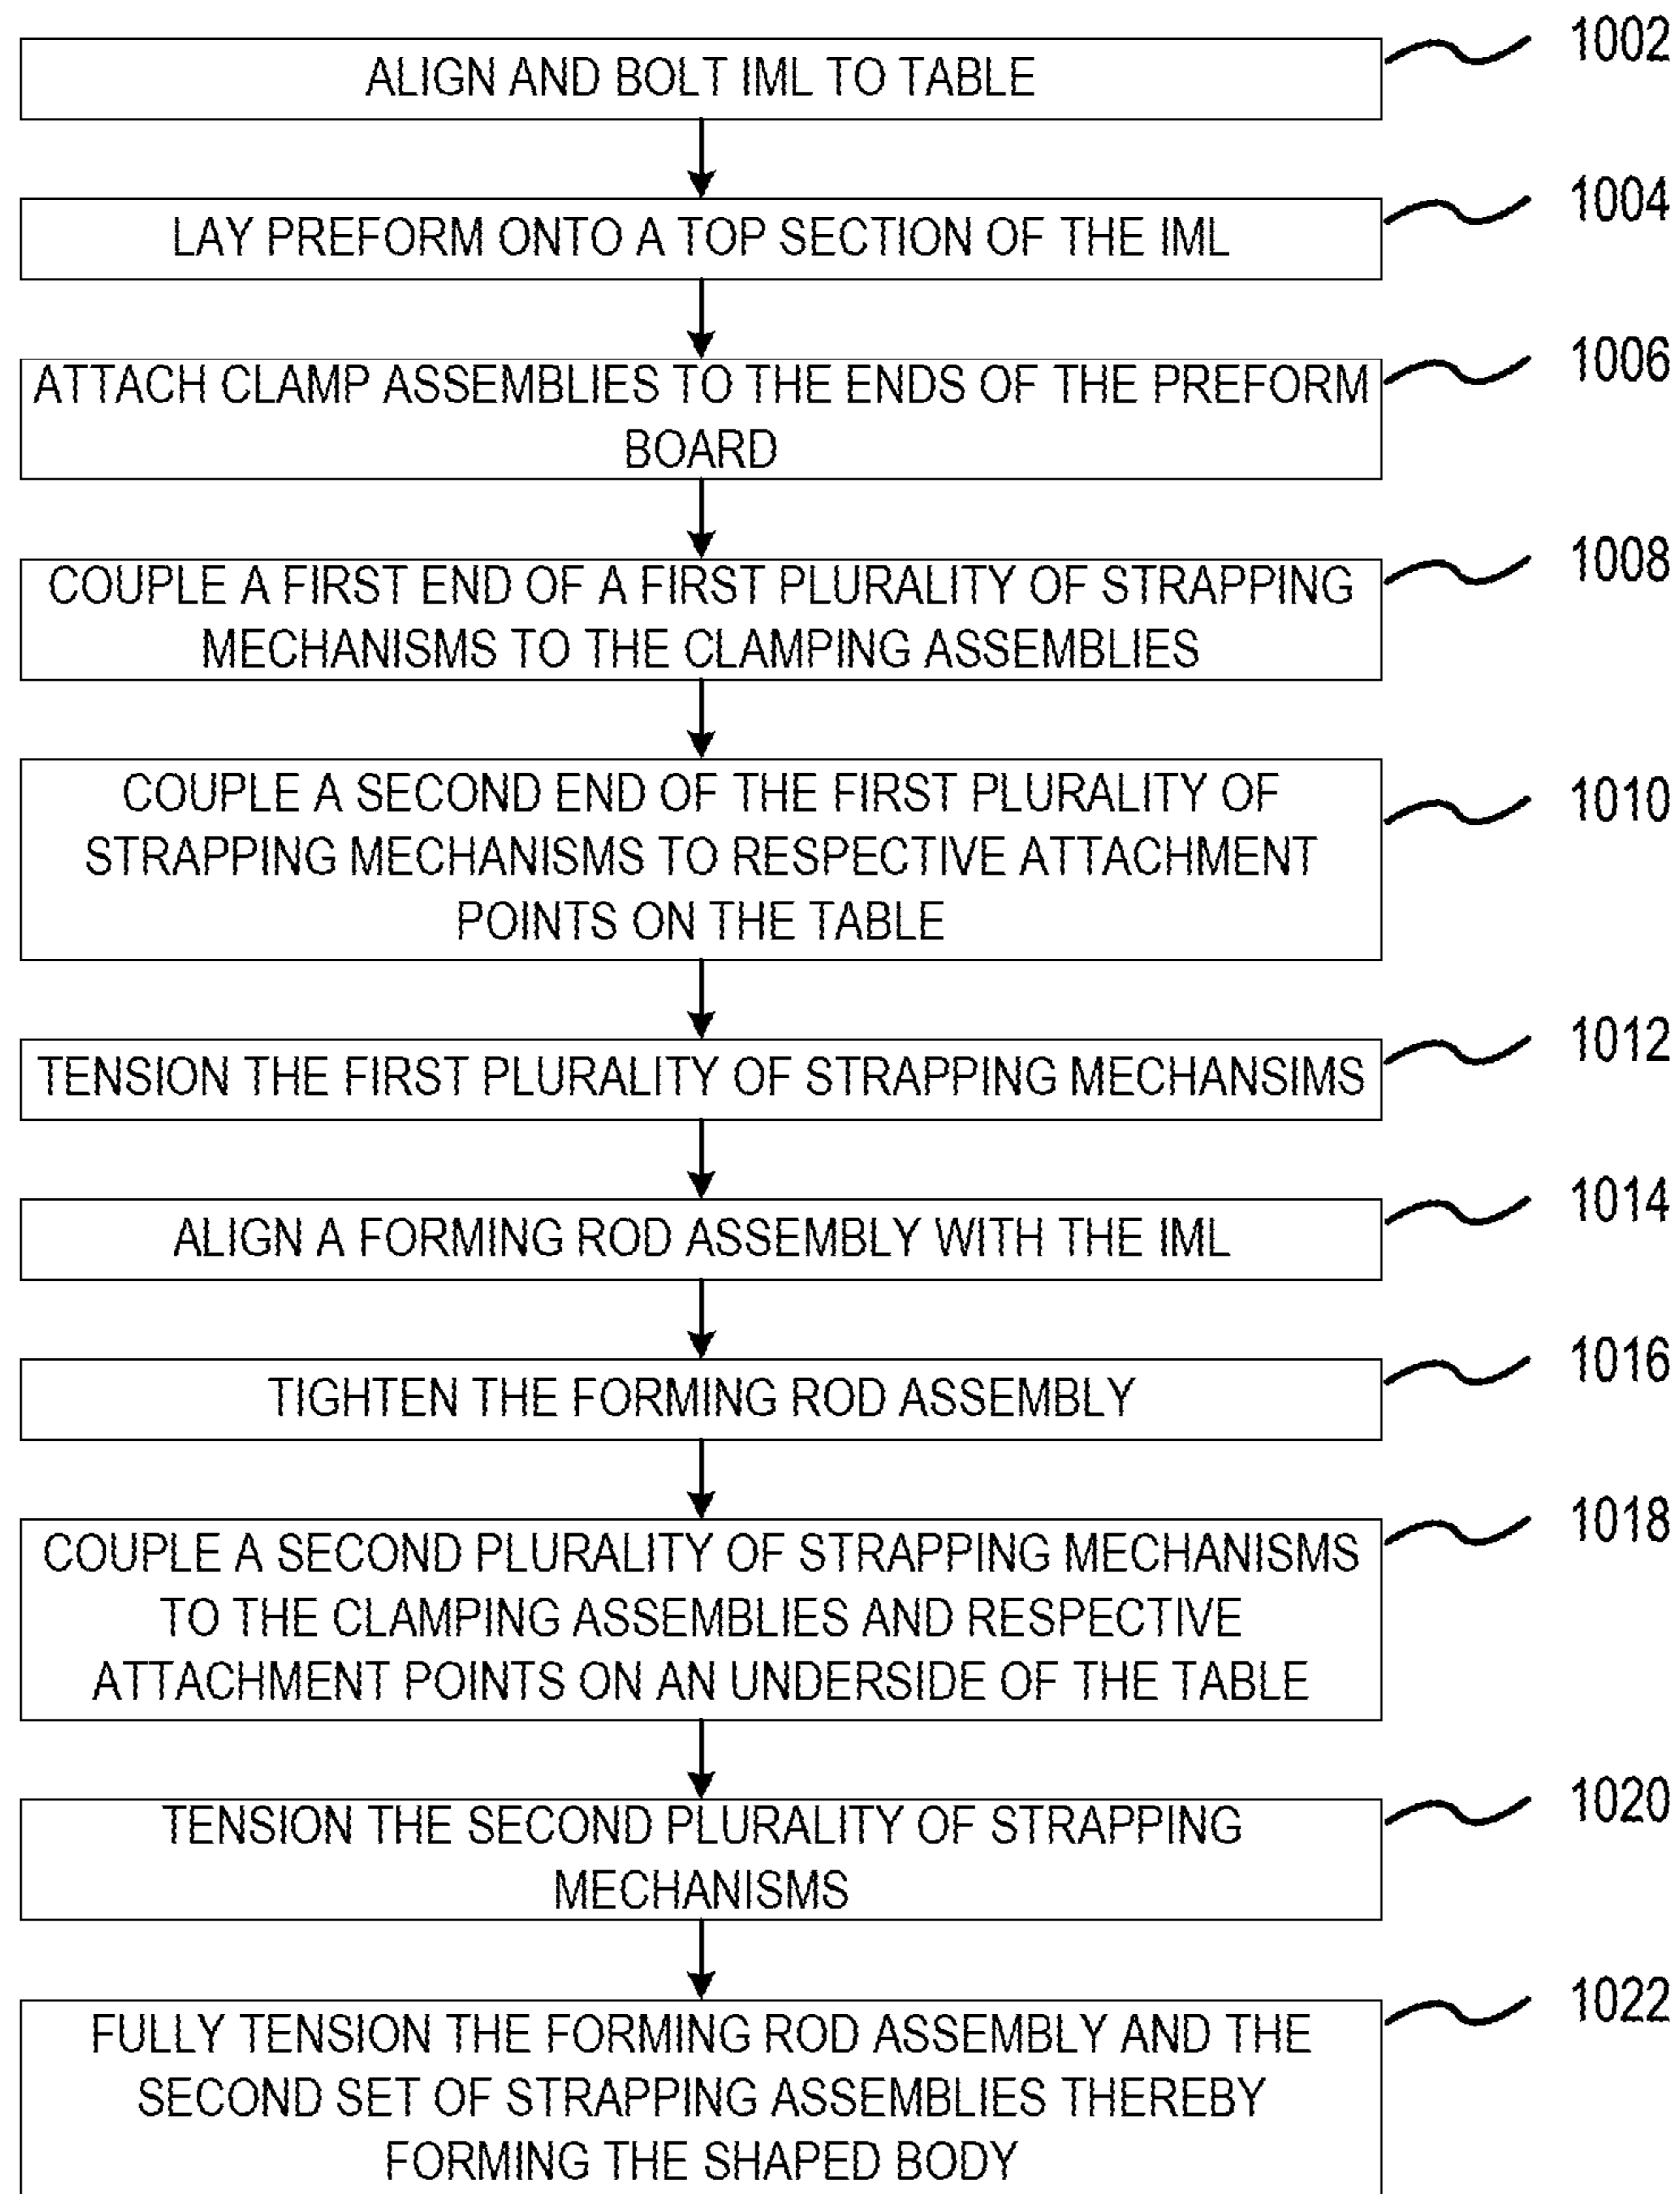 1002
ALIGN AND BOLT IML TO TABLE
1004
LAY PREFORM ONTO A TOP SECTION OF THE IML
1006
ATTACH CLAMP ASSEMBLIES TO THE ENDS OF THE PREFORM
BOARD
1008
COUPLE A FIRST END OF A FIRST PLURALITY OF STRAPPING
MECHANISMS TO THE CLAMPING ASSEMBLIES
1010
COUPLE A SECOND END OF THE FIRST PLURALITY OF
STRAPPING MECHANISMS TO RESPECTIVE ATTACHMENT
POINTS ON THE TABLE
1012
TENSION THE FIRST PLURALITY OF STRAPPING MECHANSIMS
1014
ALIGN A FORMING ROD ASSEMBLY WITH THE IML
1016
TIGHTEN THE FORMING ROD ASSEMBLY
1018
COUPLE A SECOND PLURALITY OF STRAPPING MECHANISMS
TO THE CLAMPING ASSEMBLIES AND RESPECTIVE
ATTACHMENT POINTS ON AN UNDERSIDE OF THE TABLE
1020
TENSION THE SECOND PLURALITY OF STRAPPING
MECHANISMS
1022
FULLY TENSION THE FORMING ROD ASSEMBLY AND THE
SECOND SET OF STRAPPING ASSEMBLIES THEREBY
FORMING THE SHAPED BODY